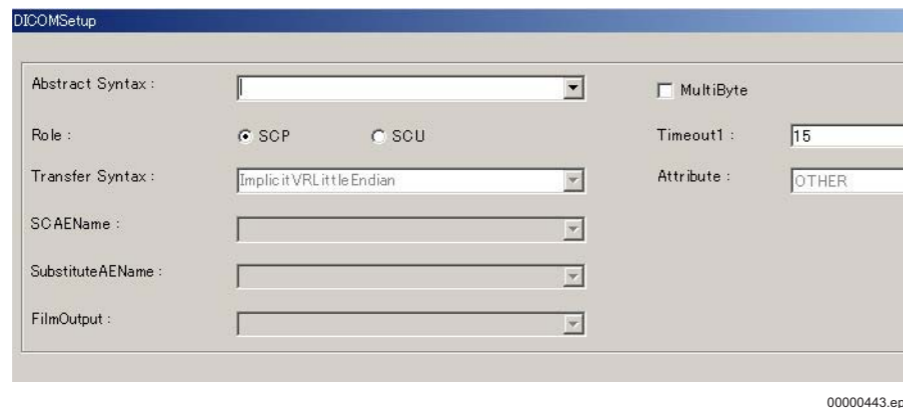 DICOMSetup
Abstract Syntax :
MultiByte
Role : SCP SCU Timeout1 : 15
Transfer Syntax : ImplicitVRLittleEndian Attribute : OTHER
SCAEName :
SubstituteAEName :
FilmOutput :
00000443.ep